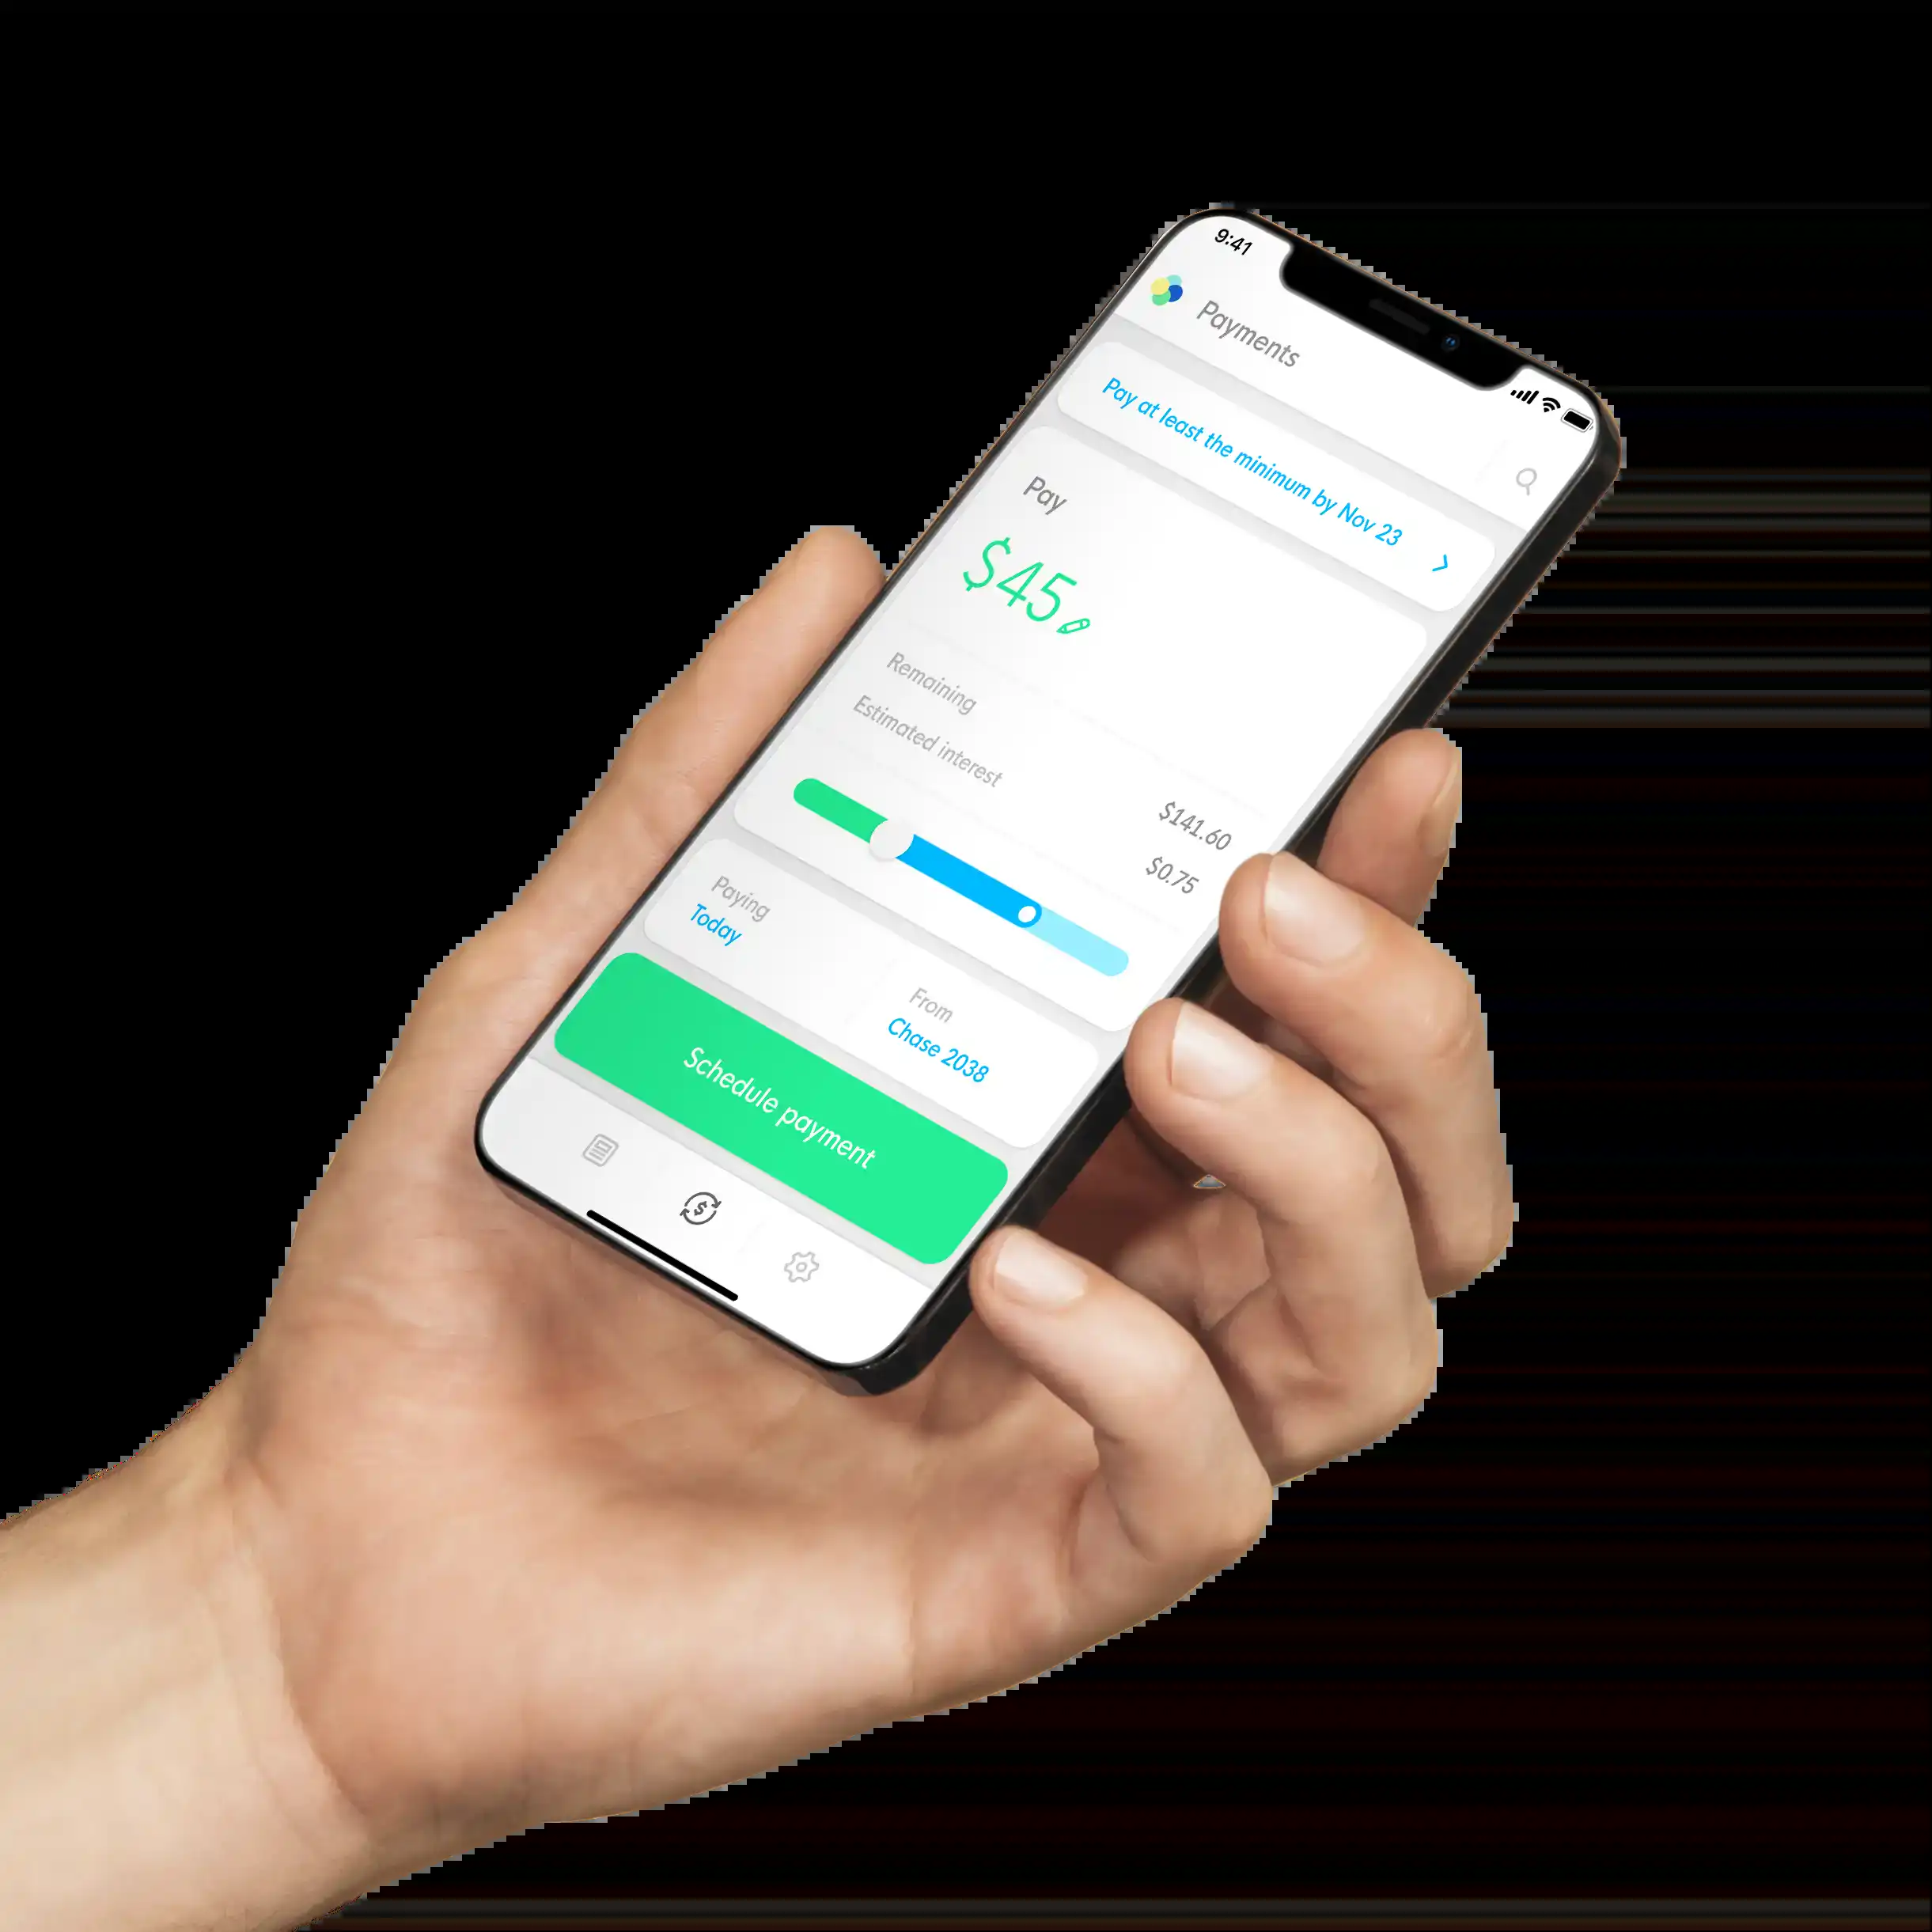 9:41
Payments
Pay at least the minimum by Nov 23
Pay
$45
Remaining $141.60
Estimated interest $0.75
Paying
Today
From
Chase 2038
Schedule payment